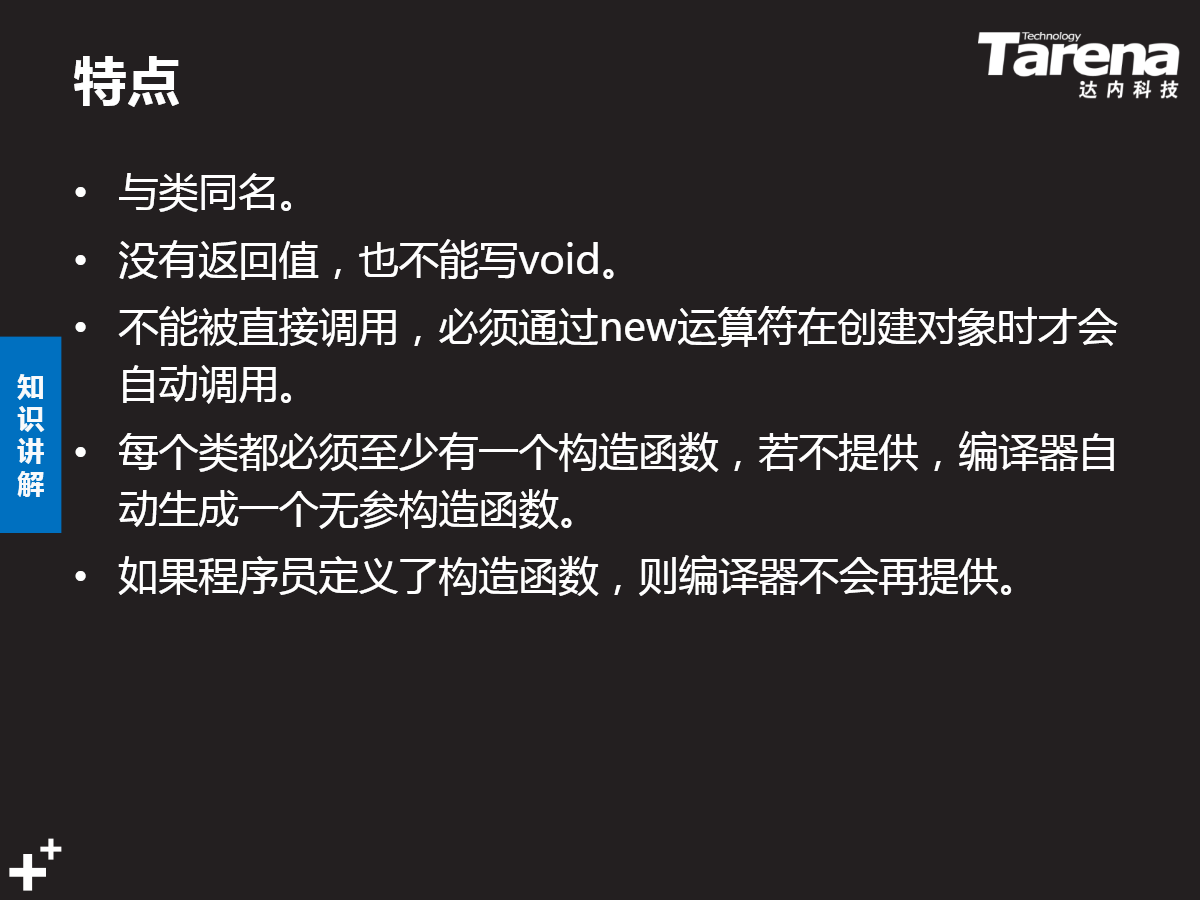 特点
Technology
Tarena
达内科技
• 与类同名。
• 没有返回值，也不能写void。
• 不能被直接调用，必须通过new运算符在创建对象时才会
自动调用。
• 每个类都必须至少有一个构造函数，若不提供，编译器自
动生成一个无参构造函数。
• 如果程序员定义了构造函数，则编译器不会再提供。
知识讲解